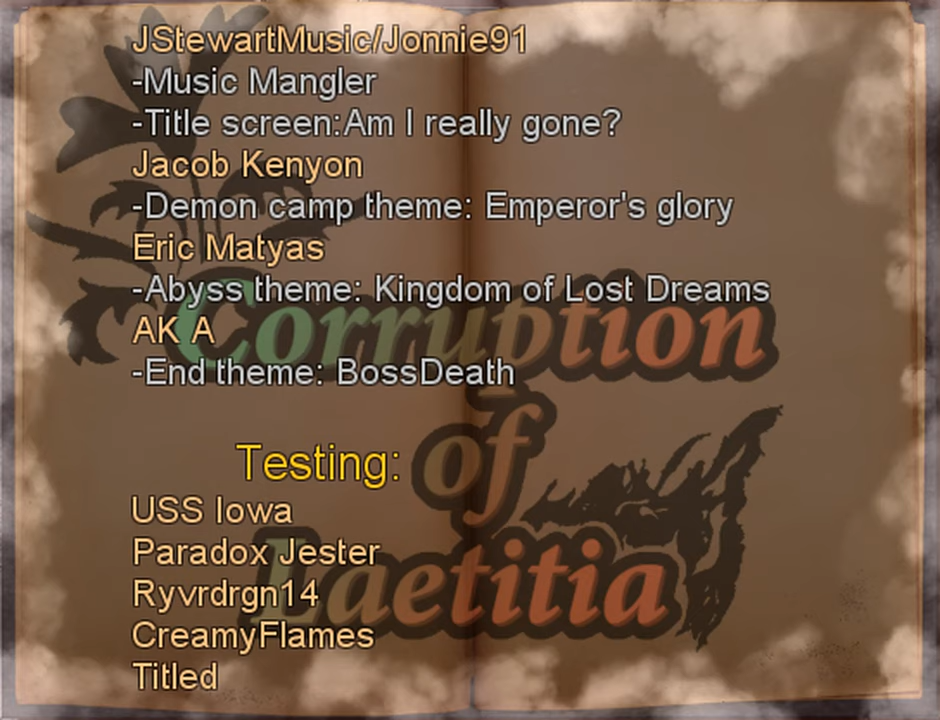 JStewartMusic/Jonnie91
-Music Mangler
-Title screen:Am I really gone?
Jacob Kenyon
-Demon camp theme: Emperor's glory
Eric Matyas
-Abyss theme: Kingdom of Lost Dreams
AK A
-End theme: BossDeath
Corruption
of
Laetitia
Testing:
USS Iowa
Paradox Jester
Ryvrdrgn14
CreamyFlames
Titled